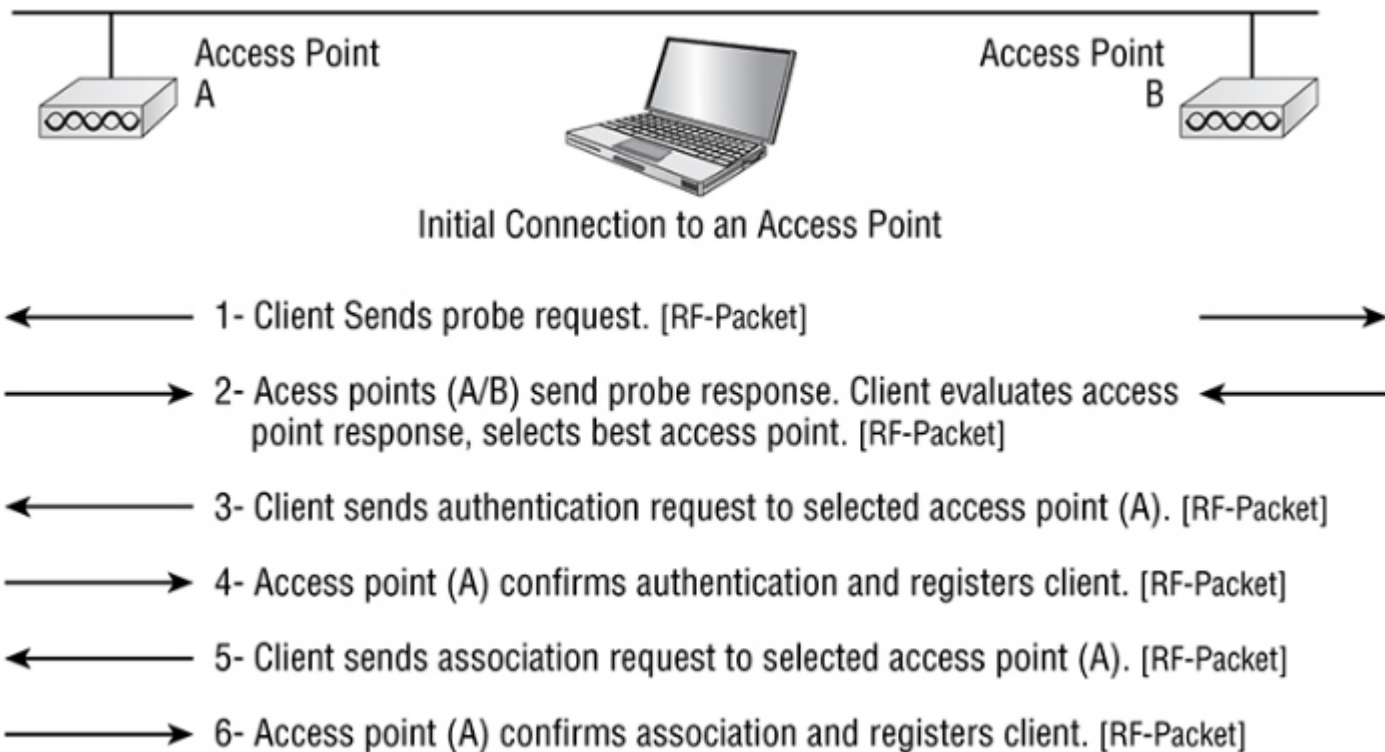 Access Point
A
Access Point
B
Initial Connection to an Access Point
1- Client Sends probe request. [RF-Packet]
2- Acess points (A/B) send probe response. Client evaluates access
point response, selects best access point. [RF-Packet]
3- Client sends authentication request to selected access point (A). [RF-Packet]
4- Access point (A) confirms authentication and registers client. [RF-Packet]
5- Client sends association request to selected access point (A). [RF-Packet]
6- Access point (A) confirms association and registers client. [RF-Packet]